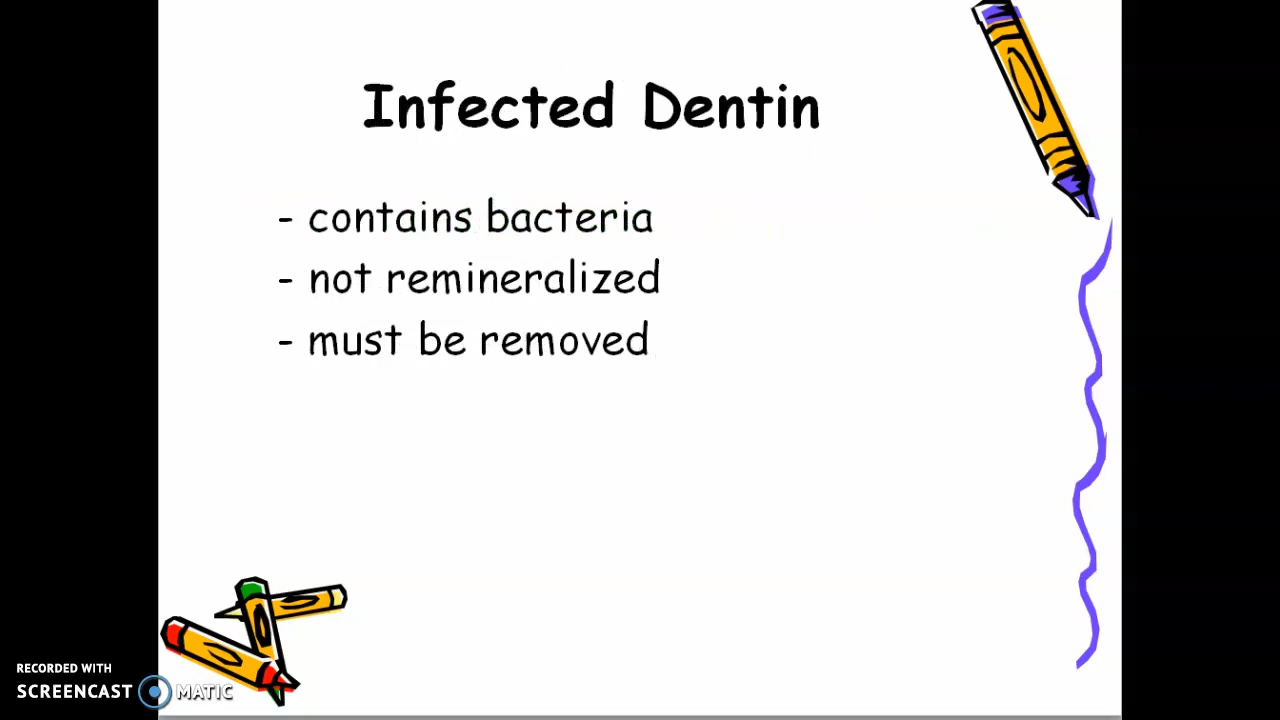 Infected Dentin
- contains bacteria
- not remineralized
- must be removed
RECORDED WITH
SCREENCAST MATIC